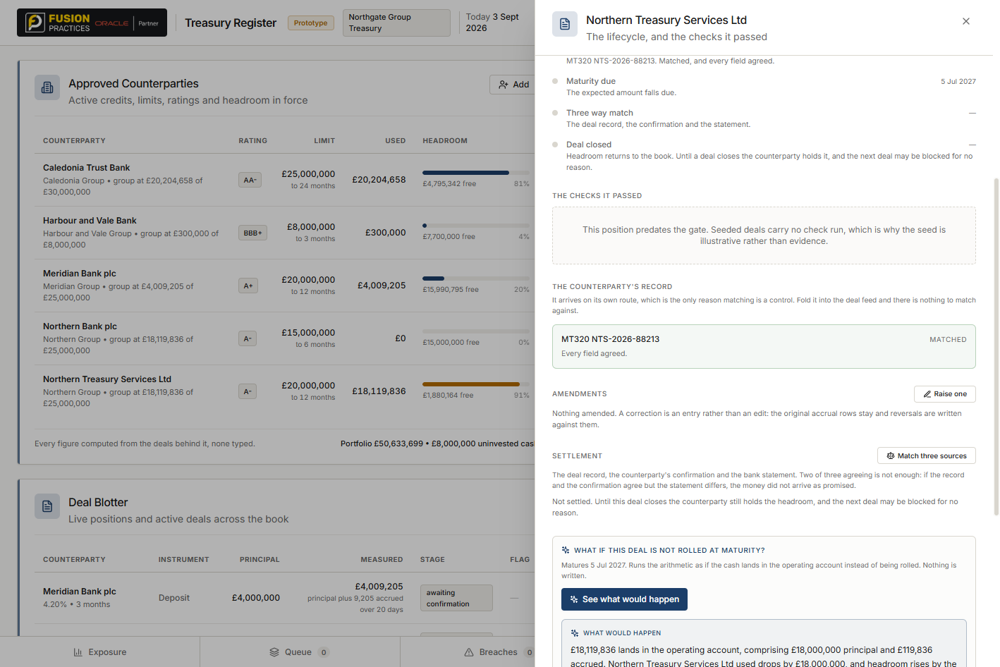 FUSION
PRACTICES
ORACLE
Partner
Treasury Register
Prototype
Northgate Group
Treasury
Today 3 Sept
2026
Approved Counterparties
Active credits, limits, ratings and headroom in force
Add
COUNTERPARTY
RATING
LIMIT
USED
HEADROOM
Caledonia Trust Bank
Caledonia Group • group at £20,204,658 of
£30,000,000
AA-
£25,000,000
to 24 months
£20,204,658
£4,795,342 free
81%
Harbour and Vale Bank
Harbour and Vale Group • group at £300,000 of
£8,000,000
BBB+
£8,000,000
to 3 months
£300,000
£7,700,000 free
4%
Meridian Bank plc
Meridian Group • group at £4,009,205 of
£25,000,000
A+
£20,000,000
to 12 months
£4,009,205
£15,990,795 free
20%
Northern Bank plc
Northern Group • group at £18,119,836 of
£25,000,000
A-
£15,000,000
to 6 months
£0
£15,000,000 free
0%
Northern Treasury Services Ltd
Northern Group • group at £18,119,836 of
£25,000,000
A-
£20,000,000
to 12 months
£18,119,836
£1,880,164 free
91%
Every figure computed from the deals behind it, none typed.
Portfolio £50,633,699 • £8,000,000 uninvested cas
Deal Blotter
Live positions and active deals across the book
COUNTERPARTY
INSTRUMENT
PRINCIPAL
MEASURED
STAGE
FLAG
Meridian Bank plc
4.20% • 3 months
Deposit
£4,000,000
£4,009,205
principal plus 9,205 accrued
over 20 days
awaiting
confirmation
—
Exposure
Queue 0
Breaches 0
Northern Treasury Services Ltd
The lifecycle, and the checks it passed
MT320 NTS-2026-88213. Matched, and every field agreed.
Maturity due
5 Jul 2027
The expected amount falls due.
Three way match
—
The deal record, the confirmation and the statement.
Deal closed
—
Headroom returns to the book. Until a deal closes the counterparty holds it, and the next deal may be blocked for no
reason.
THE CHECKS IT PASSED
This position predates the gate. Seeded deals carry no check run, which is why the seed is
illustrative rather than evidence.
THE COUNTERPARTY'S RECORD
It arrives on its own route, which is the only reason matching is a control. Fold it into the deal feed and there is nothing to match
against.
MT320 NTS-2026-88213
MATCHED
Every field agreed.
AMENDMENTS
Raise one
Nothing amended. A correction is an entry rather than an edit: the original accrual rows stay and reversals are written
against them.
SETTLEMENT
Match three sources
The deal record, the counterparty's confirmation and the bank statement. Two of three agreeing is not enough: if the record
and the confirmation agree but the statement differs, the money did not arrive as promised.
Not settled. Until this deal closes the counterparty still holds the headroom, and the next deal may be blocked for no
reason.
WHAT IF THIS DEAL IS NOT ROLLED AT MATURITY?
Matures 5 Jul 2027. Runs the arithmetic as if the cash lands in the operating account instead of being rolled. Nothing is
written.
See what would happen
WHAT WOULD HAPPEN
£18,119,836 lands in the operating account, comprising £18,000,000 principal and £119,836
accrued. Northern Treasury Services Ltd used drops by £18,000,000, and headroom rises by the